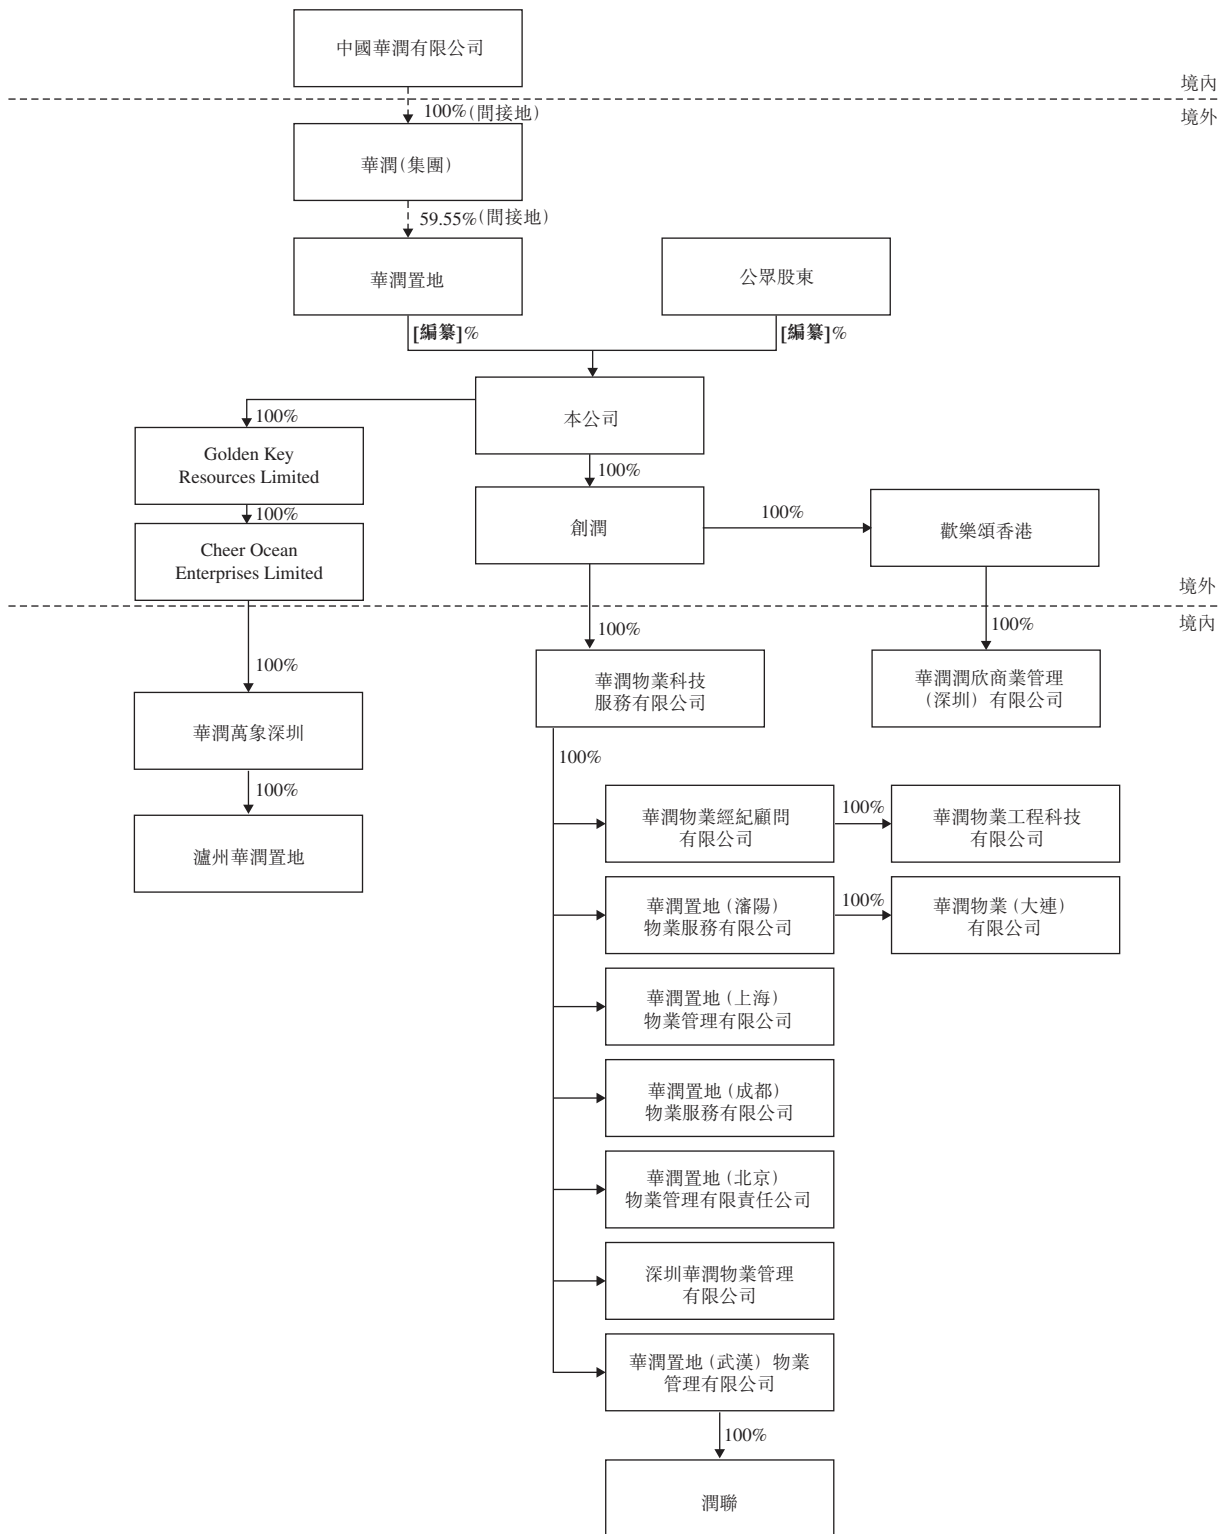 中國華潤有限公司
境內
100%(間接地)
境外
華潤(集團)
59.55%(間接地)
華潤置地
公眾股東
[編纂]%
[編纂]%
本公司
100%
Golden Key
Resources Limited
100%
創潤
100%
歡樂頌香港
100%
Cheer Ocean
Enterprises Limited
境外
境內
100%
100%
100%
華潤萬象深圳
華潤物業科技
服務有限公司
華潤潤欣商業管理
(深圳)有限公司
100%
瀘州華潤置地
100%
華潤物業經紀顧問
有限公司
100%
華潤物業工程科技
有限公司
華潤置地(瀋陽)
物業服務有限公司
100%
華潤物業(大連)
有限公司
華潤置地(上海)
物業管理有限公司
華潤置地(成都)
物業服務有限公司
華潤置地(北京)
物業管理有限責任公司
深圳華潤物業管理
有限公司
華潤置地(武漢)物業
管理有限公司
100%
潤聯